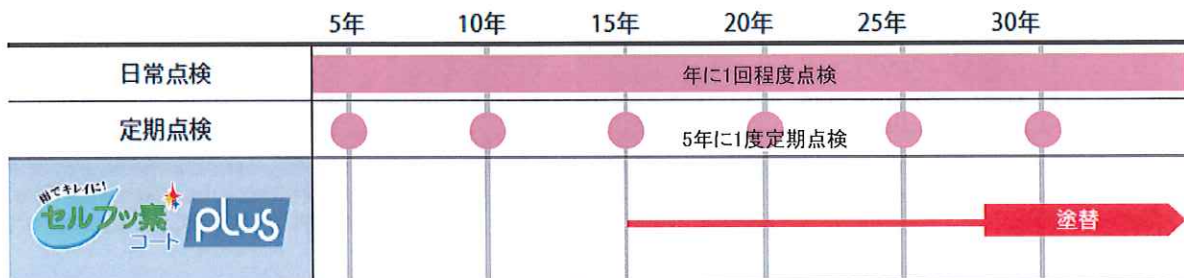 5年 10年 15年 20年 25年 30年
日常点検 年に1回程度点検
定期点検 5年に1度定期点検
雨でキレイに!
セルフッ素
コート
plus
塗替